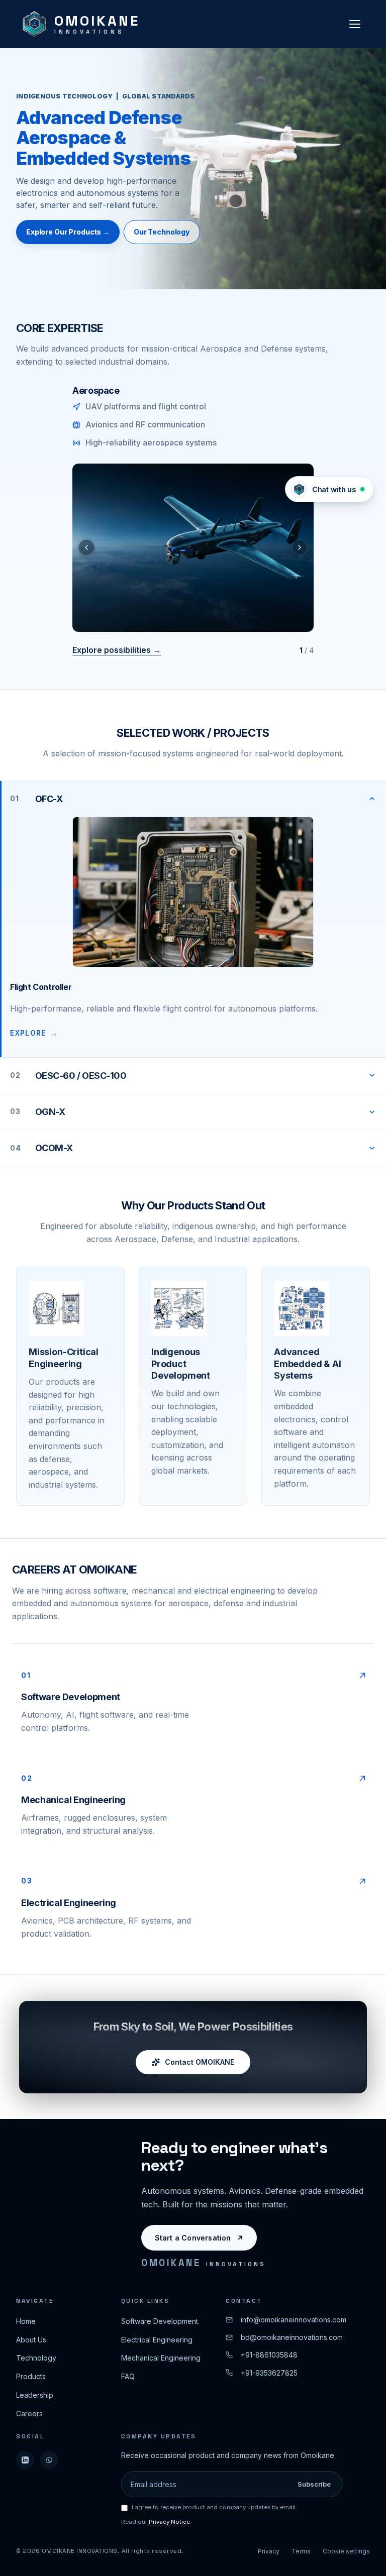 OMOIKANE
INNOVATIONS
INDIGENOUS TECHNOLOGY | GLOBAL STANDARDS
Advanced Defense
Aerospace &
Embedded Systems
We design and develop high-performance
electronics and autonomous systems for a
safer, smarter and self-reliant future.
Explore Our Products →
Our Technology
CORE EXPERTISE
We build advanced products for mission-critical Aerospace and Defense systems,
extending to selected industrial domains.
Aerospace
UAV platforms and flight control
Avionics and RF communication
High-reliability aerospace systems
Chat with us
Explore possibilities →
1 / 4
SELECTED WORK / PROJECTS
A selection of mission-focused systems engineered for real-world deployment.
01 OFC-X
Flight Controller
High-performance, reliable and flexible flight control for autonomous platforms.
EXPLORE →
02 OESC-60 / OESC-100
03 OGN-X
04 OCOM-X
Why Our Products Stand Out
Engineered for absolute reliability, indigenous ownership, and high performance
across Aerospace, Defense, and Industrial applications.
Mission-Critical
Engineering
Our products are
designed for high
reliability, precision,
and performance in
demanding
environments such
as defense,
aerospace, and
industrial systems.
Indigenous
Product
Development
We build and own
our technologies,
enabling scalable
deployment,
customization, and
licensing across
global markets.
Advanced
Embedded & AI
Systems
We combine
embedded
electronics, control
software and
intelligent automation
around the operating
requirements of each
platform.
CAREERS AT OMOIKANE
We are hiring across software, mechanical and electrical engineering to develop
embedded and autonomous systems for aerospace, defense and industrial
applications.
01
Software Development
Autonomy, AI, flight software, and real-time
control platforms.
02
Mechanical Engineering
Airframes, rugged enclosures, system
integration, and structural analysis.
03
Electrical Engineering
Avionics, PCB architecture, RF systems, and
product validation.
From Sky to Soil, We Power Possibilities
Contact OMOIKANE
Ready to engineer what's
next?
Autonomous systems. Avionics. Defense-grade embedded
tech. Built for the missions that matter.
Start a Conversation
OMOIKANE INNOVATIONS
NAVIGATE
Home
About Us
Technology
Products
Leadership
Careers
QUICK LINKS
Software Development
Electrical Engineering
Mechanical Engineering
FAQ
CONTACT
info@omoikaneinnovations.com
bd@omoikaneinnovations.com
+91-8861035848
+91-9353627825
SOCIAL
COMPANY UPDATES
Receive occasional product and company news from Omoikane.
Email address
Subscribe
I agree to receive product and company updates by email.
Read our Privacy Notice
© 2026 OMOIKANE INNOVATIONS. All rights reserved.
Privacy
Terms
Cookie settings